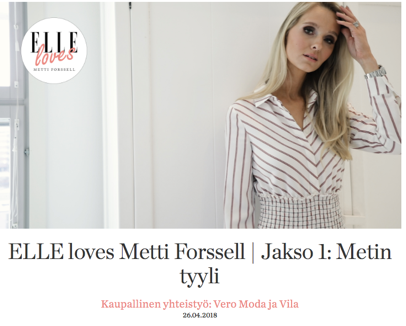 ELLE
loves
METTI FORSSELL
ELLE loves Metti Forssell | Jakso 1: Metin
tyyli
Kaupallinen yhteistyö: Vero Moda ja Vila
26.04.2018